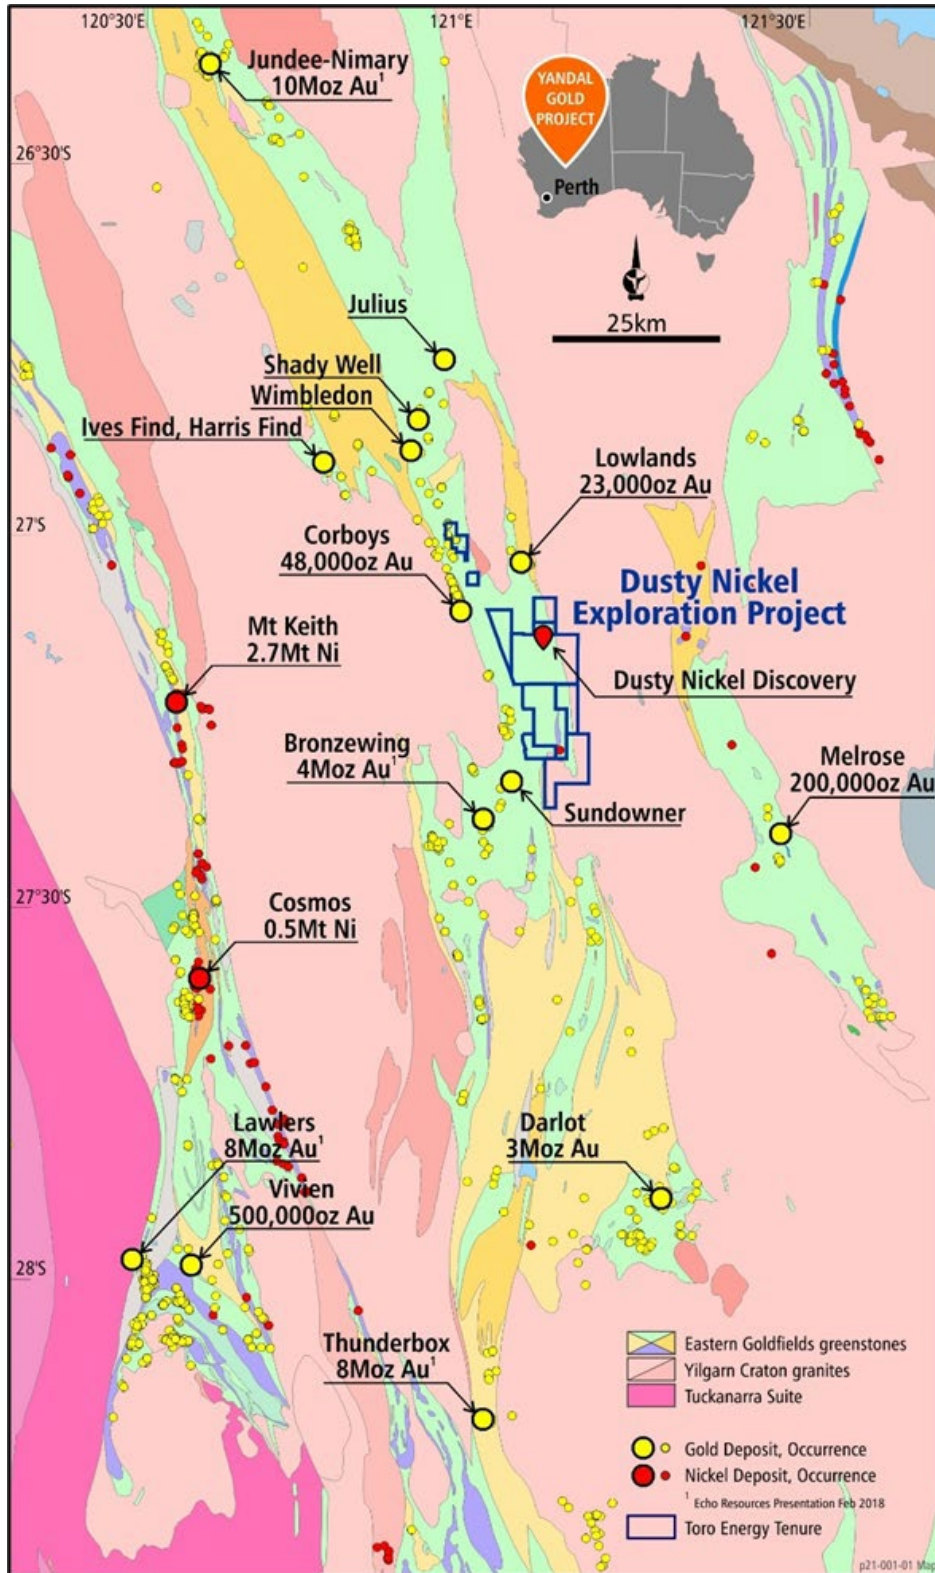 120°30'E
121°E
121°30'E
Jundee-Nimary
10Moz Au¹
YANDAL
GOLD
PROJECT
26°30'S
Perth
25km
Julius
Shady Well
Wimbledon
Ives Find, Harris Find
Lowlands
23,000oz Au
27°S
Corboys
48,000oz Au
Dusty Nickel
Exploration Project
Mt Keith
2.7Mt Ni
Dusty Nickel Discovery
Bronzewing
4Moz Au¹
Melrose
200,000oz Au
Sundowner
27°30'S
Cosmos
0.5Mt Ni
Lawlers
8Moz Au¹
Darlot
3Moz Au
Vivien
500,000oz Au
28°S
Thunderbox
8Moz Au¹
Eastern Goldfields greenstones
Yilgarn Craton granites
Tuckanarra Suite
Gold Deposit, Occurrence
Nickel Deposit, Occurrence
¹ Echo Resources Presentation Feb 2018
Toro Energy Tenure
p21-001-01 Map